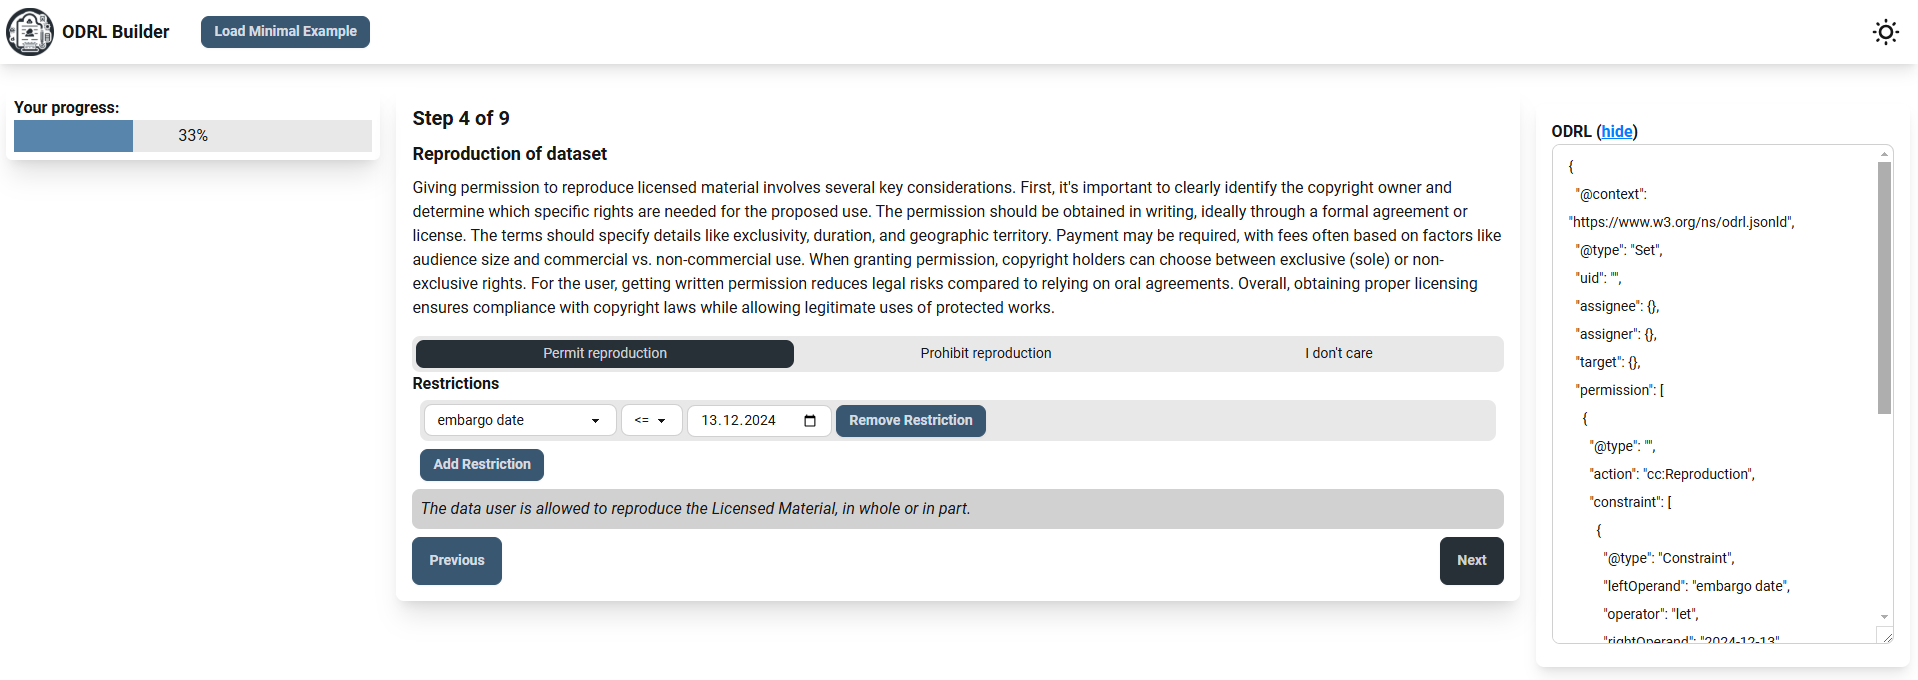 ODRL Builder
Load Minimal Example
Your progress:
33%
Step 4 of 9
Reproduction of dataset
Giving permission to reproduce licensed material involves several key considerations. First, it's important to clearly identify the copyright owner and
determine which specific rights are needed for the proposed use. The permission should be obtained in writing, ideally through a formal agreement or
license. The terms should specify details like exclusivity, duration, and geographic territory. Payment may be required, with fees often based on factors like
audience size and commercial vs. non-commercial use. When granting permission, copyright holders can choose between exclusive (sole) or non-
exclusive rights. For the user, getting written permission reduces legal risks compared to relying on oral agreements. Overall, obtaining proper licensing
ensures compliance with copyright laws while allowing legitimate uses of protected works.
Permit reproduction Prohibit reproduction I don't care
Restrictions
embargo date <= 13.12.2024 Remove Restriction
Add Restriction
The data user is allowed to reproduce the Licensed Material, in whole or in part.
Previous Next
ODRL (hide)
{
"@context":
"https://www.w3.org/ns/odrl.jsonld",
"@type": "Set",
"uid": "",
"assignee": {},
"assigner": {},
"target": {},
"permission": [
{
"@type": "",
"action": "cc:Reproduction",
"constraint": [
{
"@type": "Constraint",
"leftOperand": "embargo date",
"operator": "let",
"rightOperand": "2024-12-13"